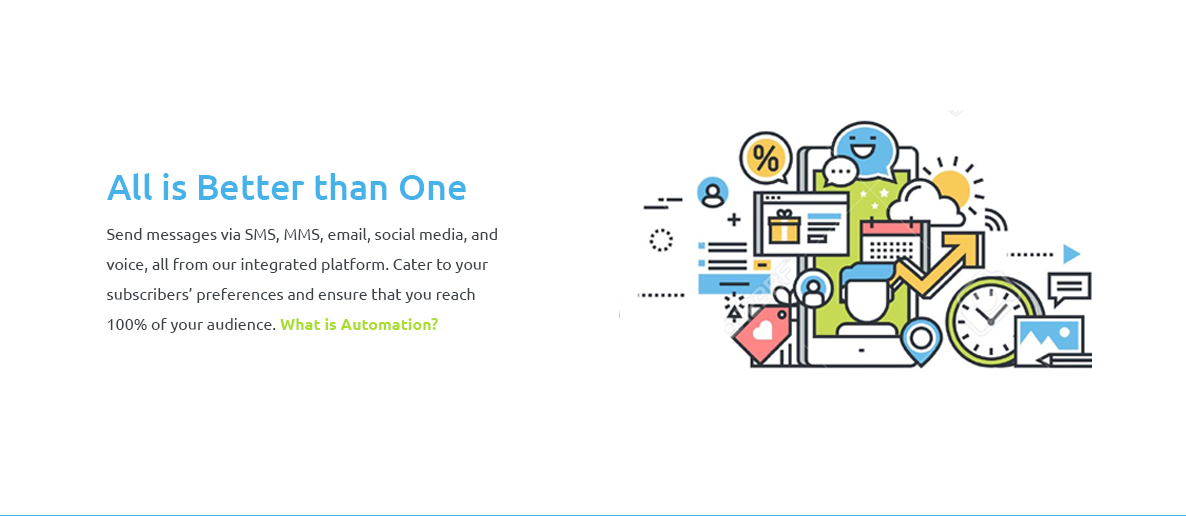 All is Better than One
Send messages via SMS, MMS, email, social media, and
voice, all from our integrated platform. Cater to your
subscribers’ preferences and ensure that you reach
100% of your audience. What is Automation?
%